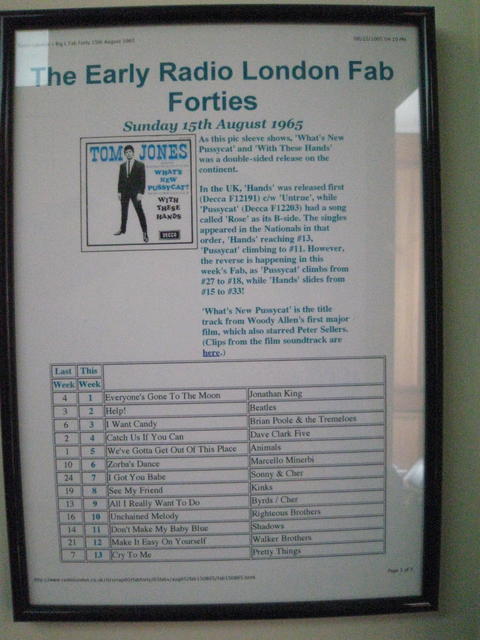 Big L Fab Forty 15th August 1965
The Early Radio London Fab
Forties
Sunday 15th August 1965
TOM JONES
WHAT'S
NEW
PUSSYCAT?
WITH
THESE
HANDS
DECCA
As this pic sleeve shows, 'What's New
Pussycat' and 'With These Hands'
was a double-sided release on the
continent.
In the UK, 'Hands' was released first
(Decca F12191) c/w 'Untrue', while
'Pussycat' (Decca F12203) had a song
called 'Rose' as its B-side. The singles
appeared in the Nationals in that
order, 'Hands' reaching #13,
'Pussycat' climbing to #11. However,
the reverse is happening in this
week's Fab, as 'Pussycat' climbs from
#27 to #18, while 'Hands' slides from
#15 to #33!
'What's New Pussycat' is the title
track from Woody Allen's first major
film, which also starred Peter Sellers.
(Clips from the film soundtrack are
here.)
Last This
Week Week
4 1 Everyone's Gone To The Moon Jonathan King
3 2 Help! Beatles
6 3 I Want Candy Brian Poole & the Tremeloes
2 4 Catch Us If You Can Dave Clark Five
1 5 We've Gotta Get Out Of This Place Animals
10 6 Zorba's Dance Marcello Minerbi
24 7 I Got You Babe Sonny & Cher
19 8 See My Friend Kinks
13 9 All I Really Want To Do Byrds / Cher
16 10 Unchained Melody Righteous Brothers
14 11 Don't Make My Baby Blue Shadows
21 12 Make It Easy On Yourself Walker Brothers
7 13 Cry To Me Pretty Things
Page 1 of